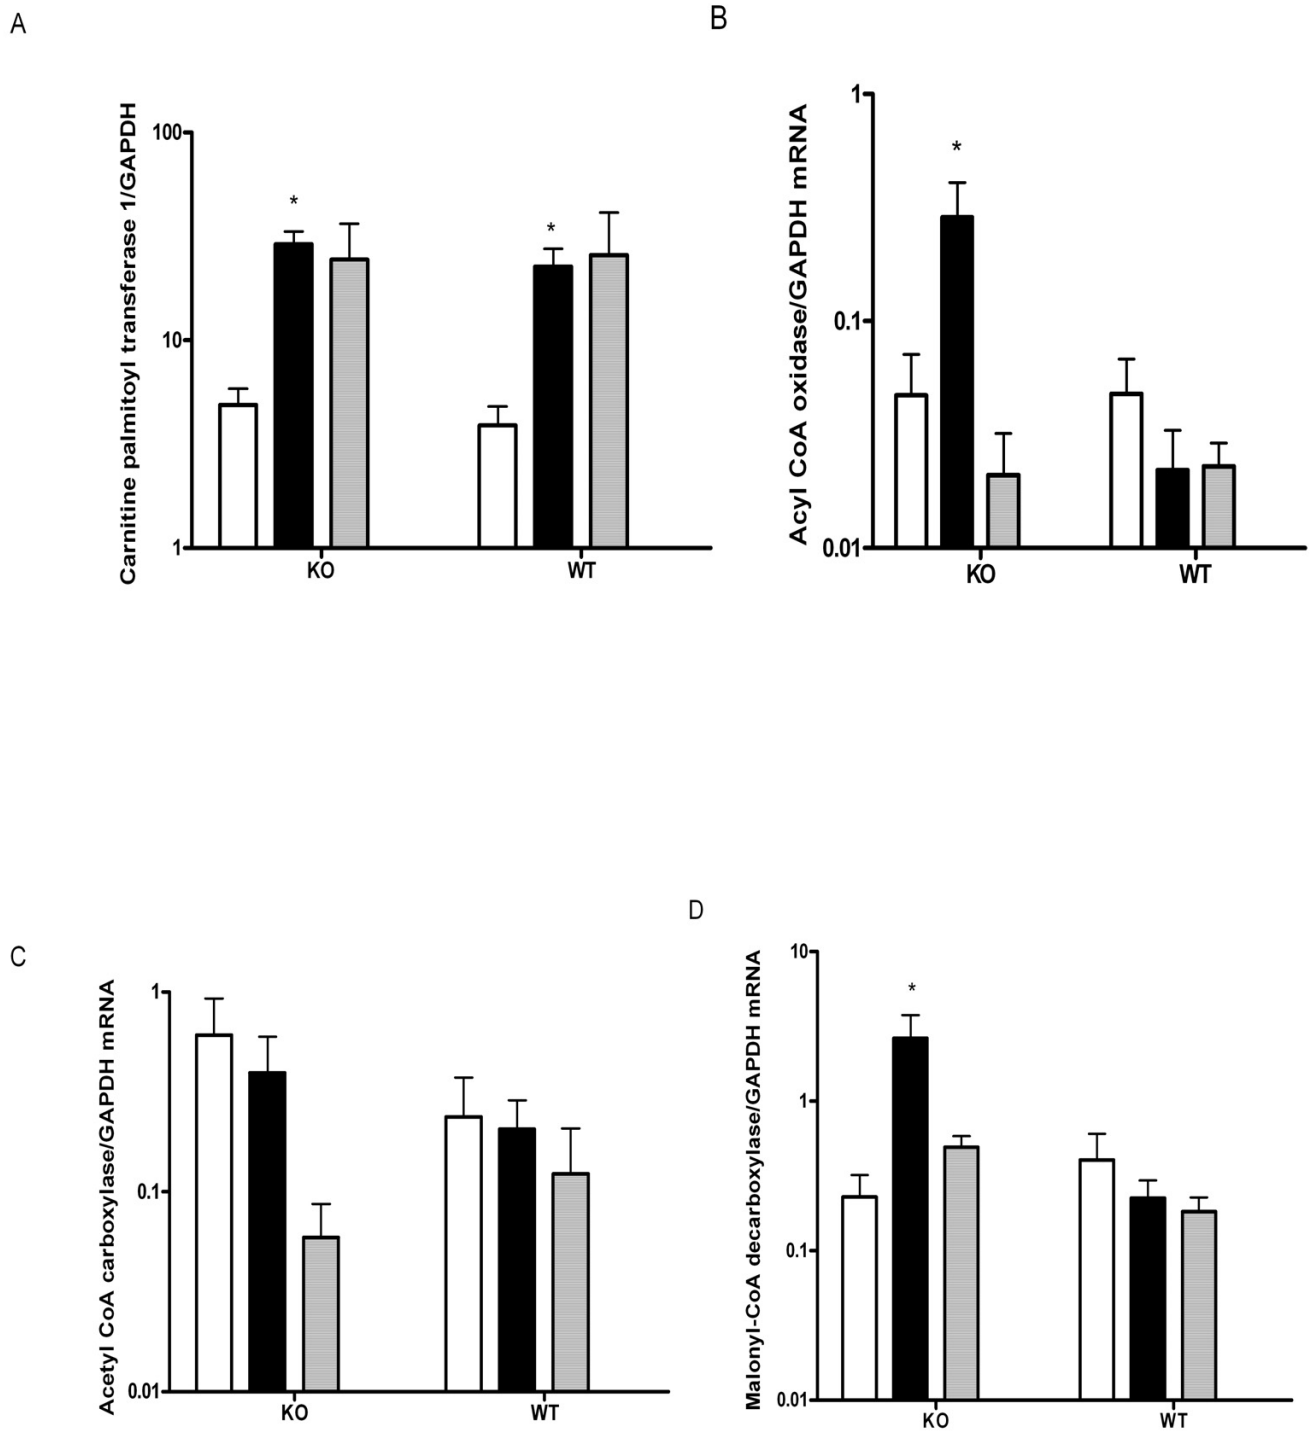 A
Carnitine palmitoyl transferase 1/GAPDH
100
10
1
*
*
KO
WT
B
Acyl CoA oxidase/GAPDH mRNA
1
0.1
0.01
*
KO
WT
C
Acetyl CoA carboxylase/GAPDH mRNA
1
0.1
0.01
KO
WT
D
Malonyl-CoA decarboxylase/GAPDH mRNA
10
1
0.1
0.01
*
KO
WT